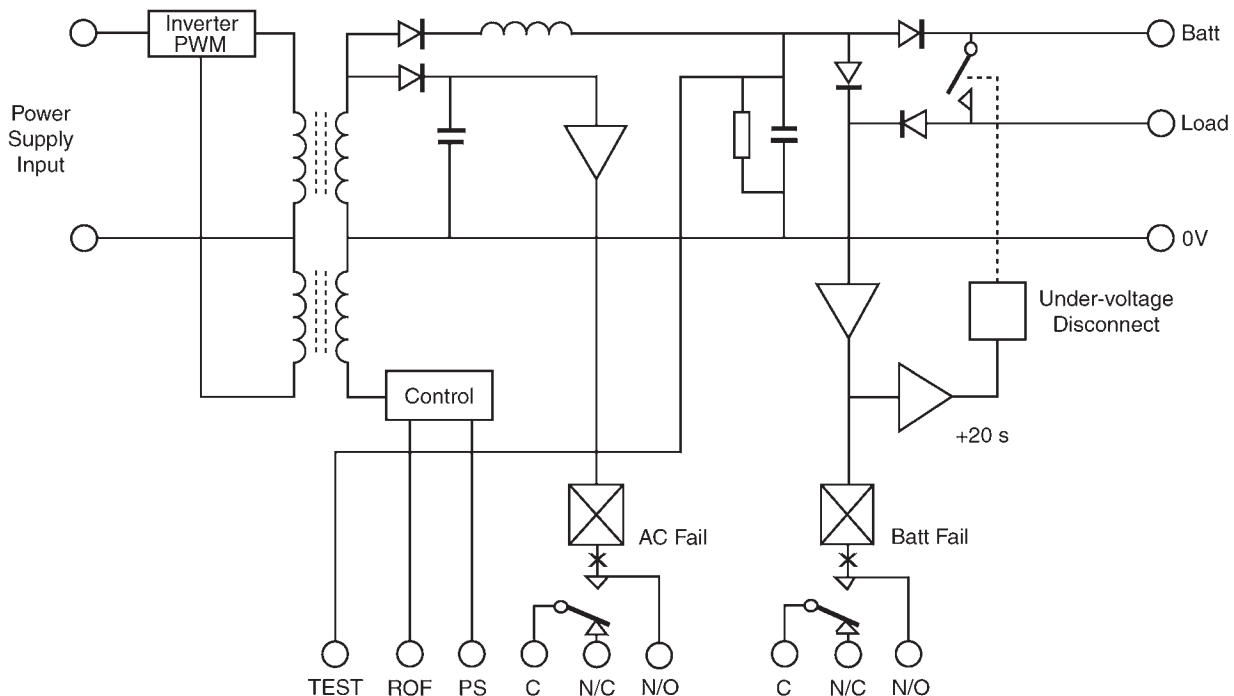 Inverter
PWM
Batt
Power
Supply
Input
Load
0V
Under-voltage
Disconnect
Control
+20 s
AC Fail
Batt Fail
TEST ROF PS C N/C N/O C N/C N/O